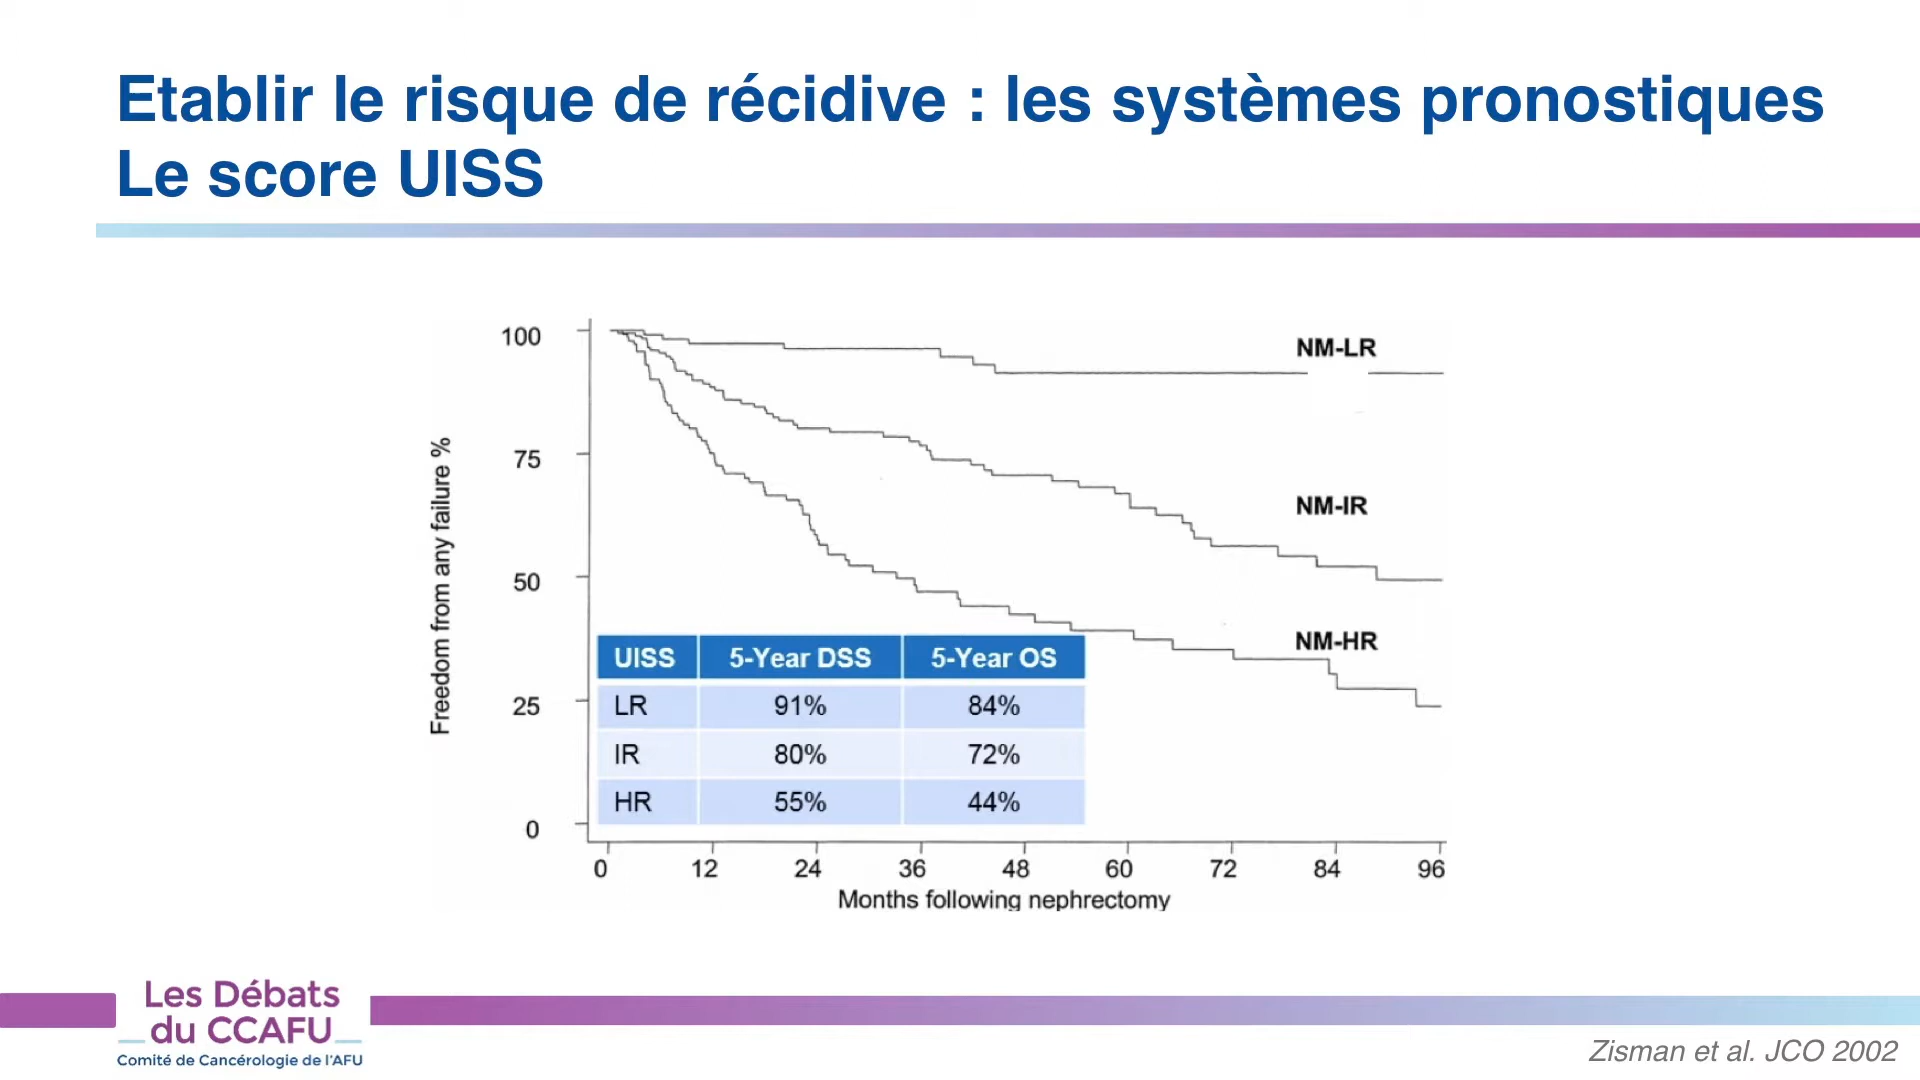 Etablir le risque de récidive : les systèmes pronostiques
Le score UISS
100
75
50
25
0
Freedom from any failure %
NM-LR
NM-IR
NM-HR
UISS 5-Year DSS 5-Year OS
LR 91% 84%
IR 80% 72%
HR 55% 44%
0 12 24 36 48 60 72 84 96
Months following nephrectomy
Les Débats
du CCAFU
Comité de Cancérologie de l'AFU
Zisman et al. JCO 2002